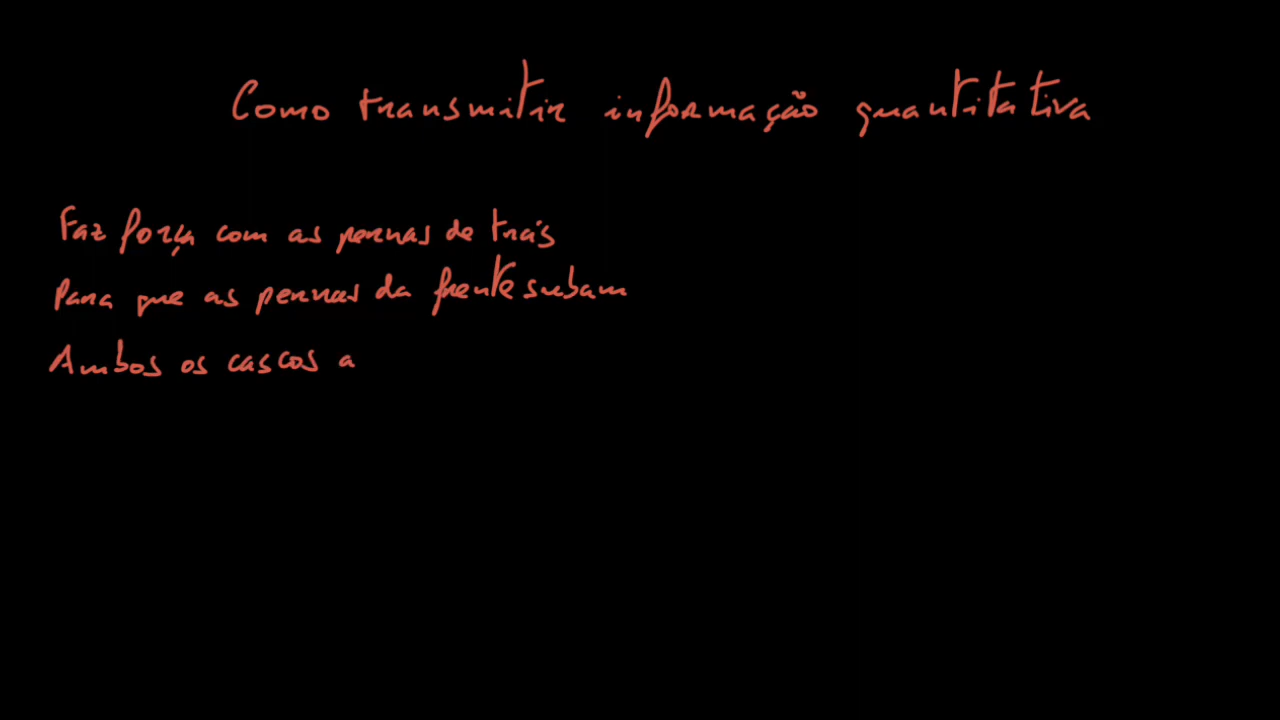 Como transmitir informação quantitativa
Faz força com as pernas de trás
Para que as pernas da frente subam
Ambos os cascos a